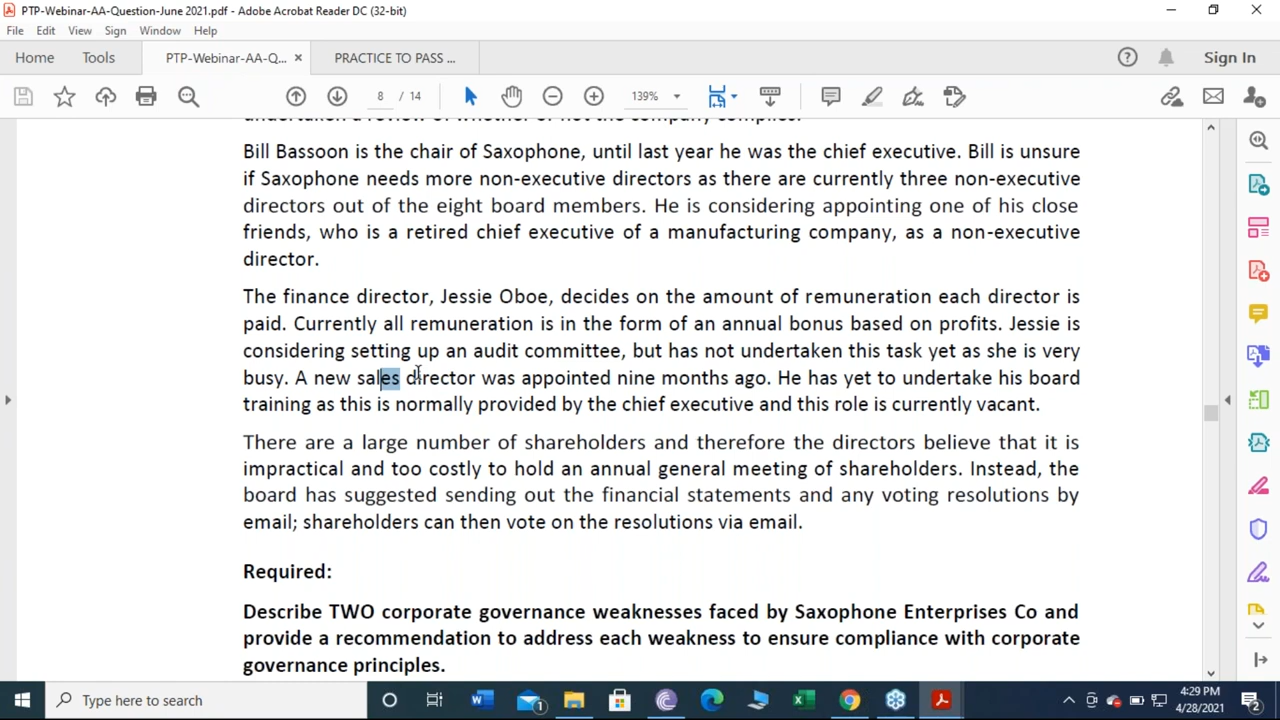 PTP-Webinar-AA-Question-June 2021.pdf - Adobe Acrobat Reader DC (32-bit)
File Edit View Sign Window Help
Home Tools PTP-Webinar-AA-Q... × PRACTICE TO PASS ... Sign In
8 / 14 139%
undertaken a review of whether or not the company complies.
Bill Bassoon is the chair of Saxophone, until last year he was the chief executive. Bill is unsure
if Saxophone needs more non-executive directors as there are currently three non-executive
directors out of the eight board members. He is considering appointing one of his close
friends, who is a retired chief executive of a manufacturing company, as a non-executive
director.
The finance director, Jessie Oboe, decides on the amount of remuneration each director is
paid. Currently all remuneration is in the form of an annual bonus based on profits. Jessie is
considering setting up an audit committee, but has not undertaken this task yet as she is very
busy. A new sales director was appointed nine months ago. He has yet to undertake his board
training as this is normally provided by the chief executive and this role is currently vacant.
There are a large number of shareholders and therefore the directors believe that it is
impractical and too costly to hold an annual general meeting of shareholders. Instead, the
board has suggested sending out the financial statements and any voting resolutions by
email; shareholders can then vote on the resolutions via email.
Required:
Describe TWO corporate governance weaknesses faced by Saxophone Enterprises Co and
provide a recommendation to address each weakness to ensure compliance with corporate
governance principles.
Type here to search
4:29 PM
4/28/2021